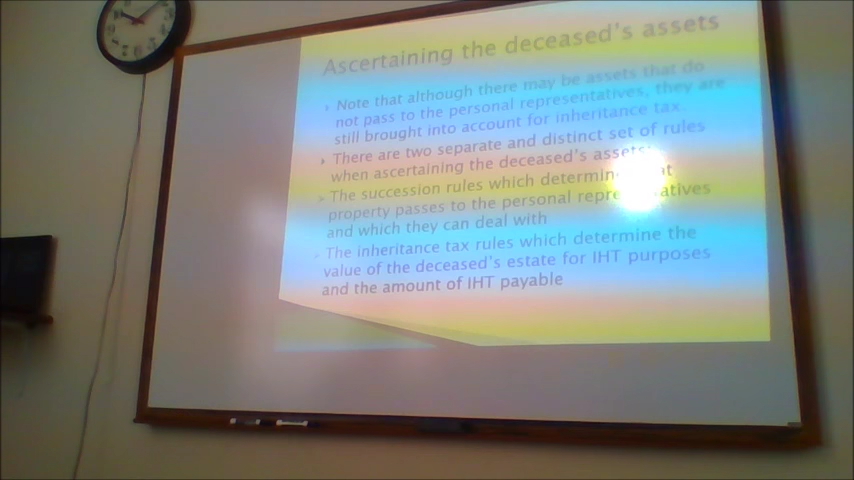 Ascertaining the deceased's assets
Note that although there may be assets that do
not pass to the personal representatives, they are
still brought into account for inheritance tax.
There are two separate and distinct set of rules
when ascertaining the deceased's assets:
The succession rules which determine
property passes to the personal representatives
and which they can deal with
The inheritance tax rules which determine the
value of the deceased's estate for IHT purposes
and the amount of IHT payable